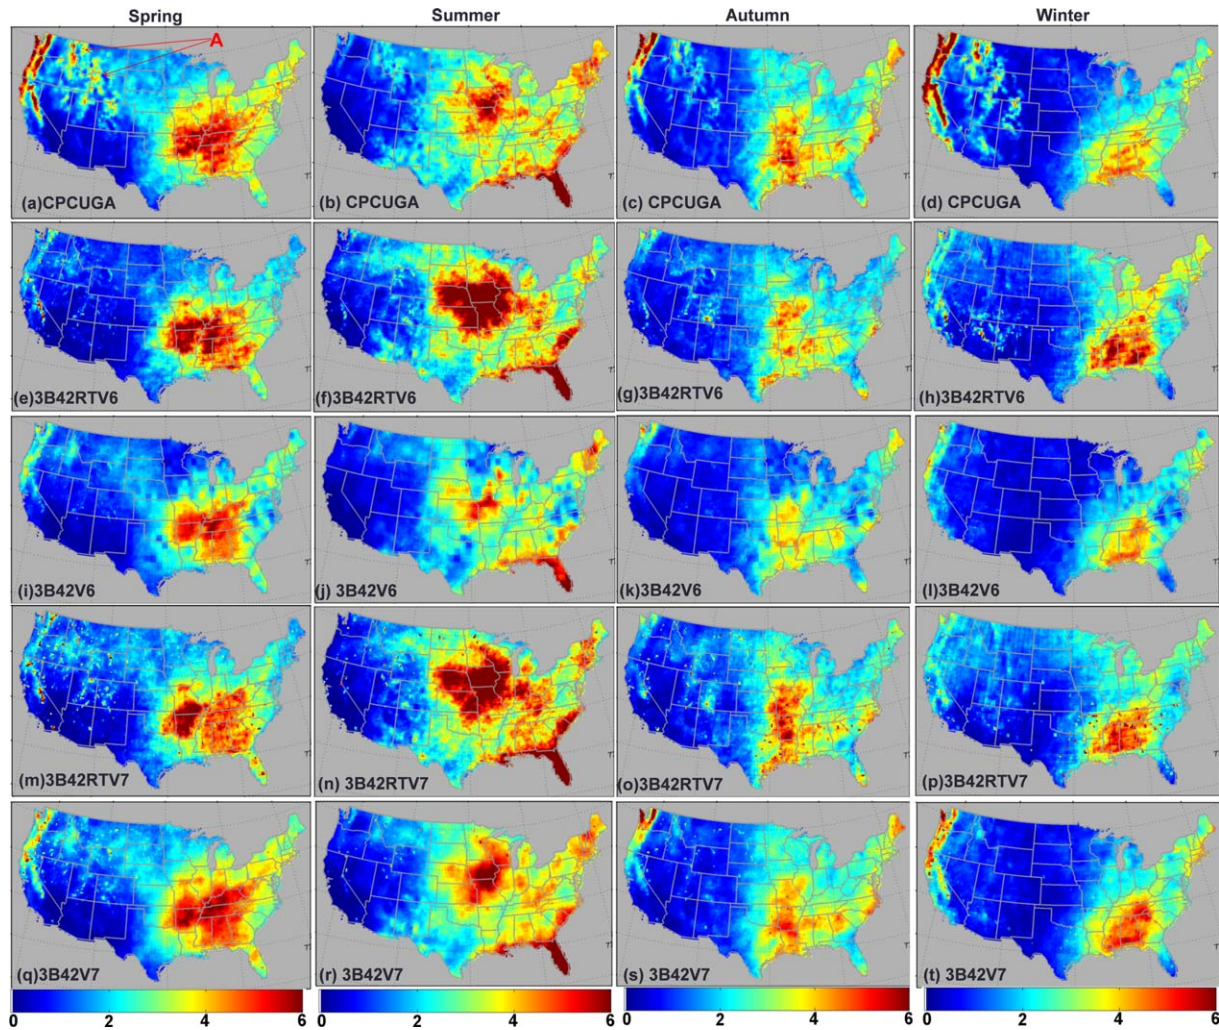 Spring Summer Autumn Winter
A
(a)CPCUGA (b) CPCUGA (c) CPCUGA (d) CPCUGA
(e)3B42RTV6 (f)3B42RTV6 (g)3B42RTV6 (h)3B42RTV6
(i)3B42V6 (j) 3B42V6 (k)3B42V6 (l)3B42V6
(m)3B42RTV7 (n) 3B42RTV7 (o)3B42RTV7 (p)3B42RTV7
(q)3B42V7 (r) 3B42V7 (s) 3B42V7 (t) 3B42V7
0 2 4 6 0 2 4 6 0 2 4 6 0 2 4 6